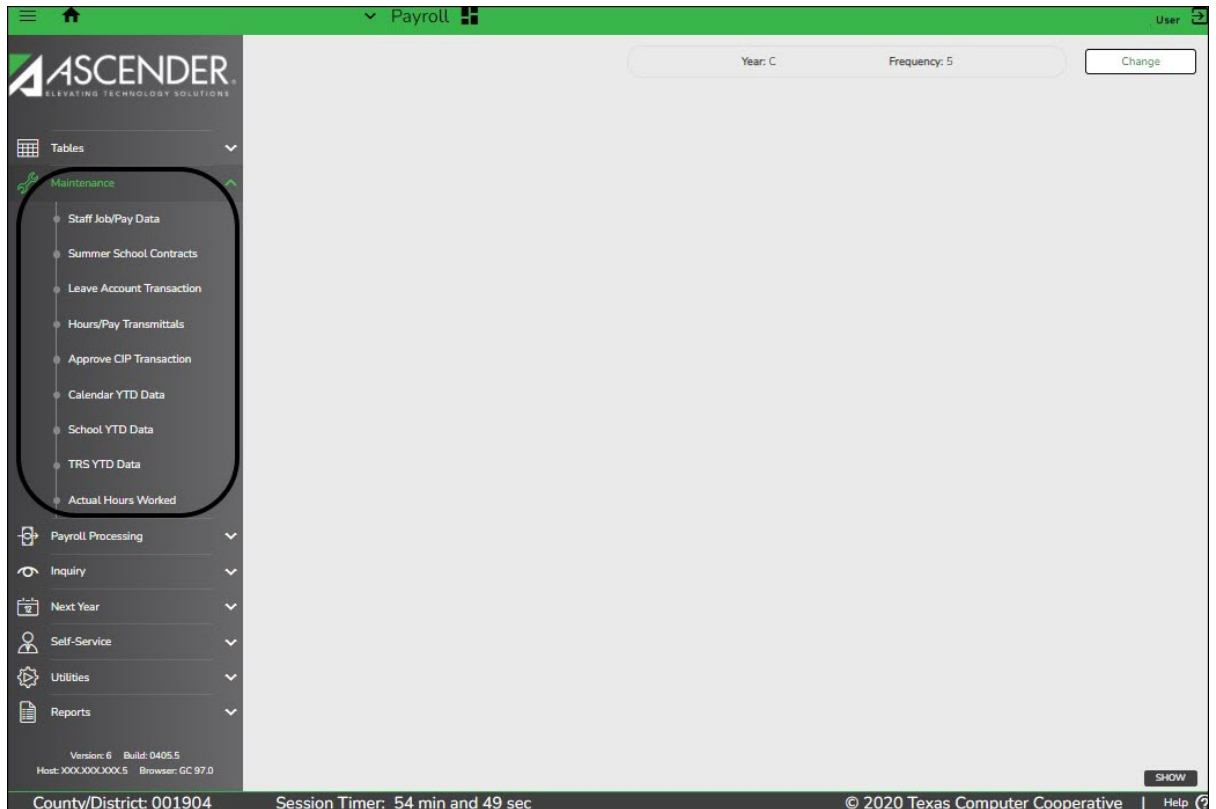 Payroll
User
ASCENDER
ELEVATING TECHNOLOGY SOLUTIONS
Year: C
Frequency: 5
Change
Tables
Maintenance
Staff Job/Pay Data
Summer School Contracts
Leave Account Transaction
Hours/Pay Transmittals
Approve CIP Transaction
Calendar YTD Data
School YTD Data
TRS YTD Data
Actual Hours Worked
Payroll Processing
Inquiry
12
Next Year
Self-Service
Utilities
Reports
Version: 6 Build: 0405.5
Host: XXX.XXX.XXX.5 Browser: GC 97.0
SHOW
County/District: 001904
Session Timer: 54 min and 49 sec
© 2020 Texas Computer Cooperative | Help ?